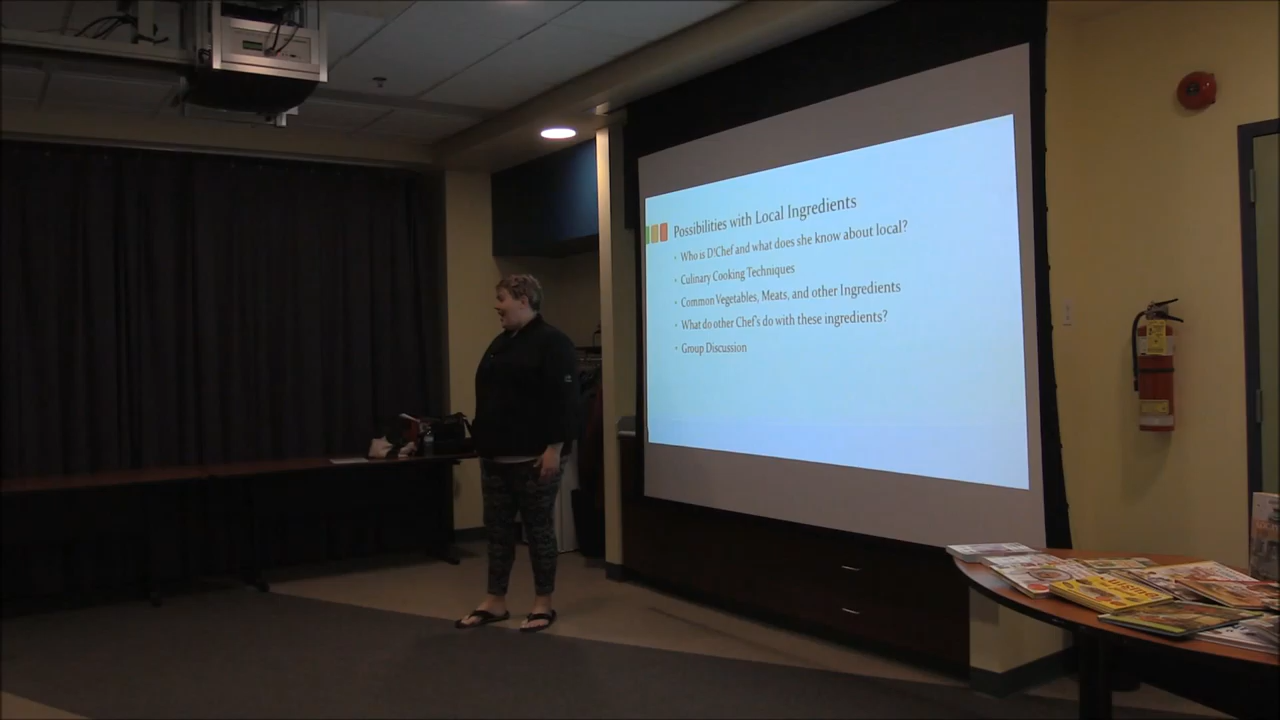 Possibilities with Local Ingredients
• Who is D'Chef and what does she know about local?
• Culinary Cooking Techniques
• Common Vegetables, Meats, and other Ingredients
• What do other Chef's do with these ingredients?
• Group Discussion